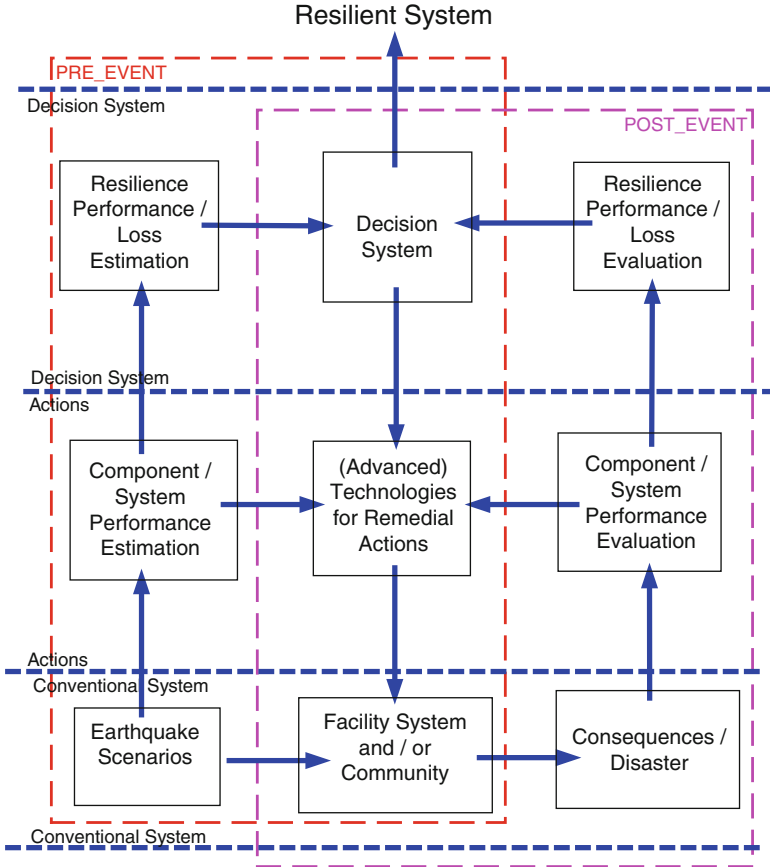 Resilient System
PRE_EVENT
Decision System
POST_EVENT
Resilience
Performance /
Loss
Estimation
Decision
System
Resilience
Performance /
Loss
Evaluation
Decision System
Actions
Component /
System
Performance
Estimation
(Advanced)
Technologies
for Remedial
Actions
Component /
System
Performance
Evaluation
Actions
Conventional System
Earthquake
Scenarios
Facility System
and / or
Community
Consequences /
Disaster
Conventional System